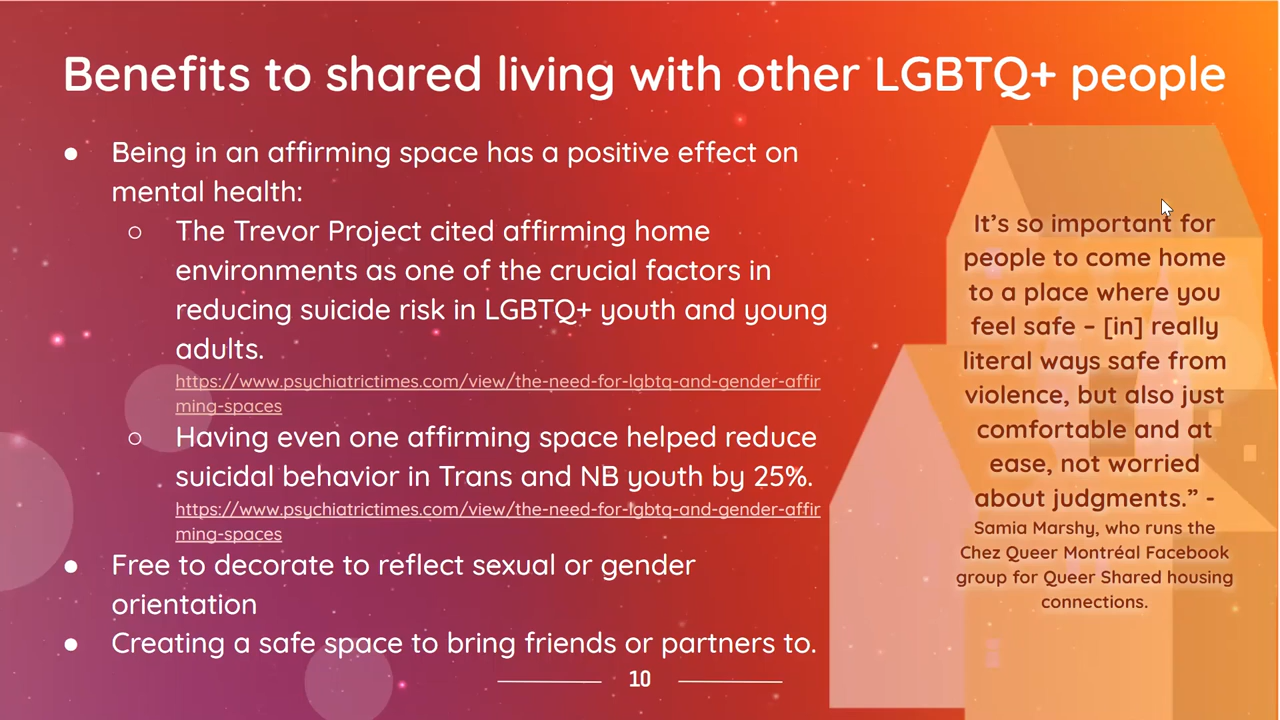 Benefits to shared living with other LGBTQ+ people
● Being in an affirming space has a positive effect on
mental health:
○ The Trevor Project cited affirming home
environments as one of the crucial factors in
reducing suicide risk in LGBTQ+ youth and young
adults.
https://www.psychiatrictimes.com/view/the-need-for-lgbtq-and-gender-affir
ming-spaces
○ Having even one affirming space helped reduce
suicidal behavior in Trans and NB youth by 25%.
https://www.psychiatrictimes.com/view/the-need-for-lgbtq-and-gender-affir
ming-spaces
● Free to decorate to reflect sexual or gender
orientation
● Creating a safe space to bring friends or partners to.
It’s so important for
people to come home
to a place where you
feel safe – [in] really
literal ways safe from
violence, but also just
comfortable and at
ease, not worried
about judgments.” -
Samia Marshy, who runs the
Chez Queer Montréal Facebook
group for Queer Shared housing
connections.
10